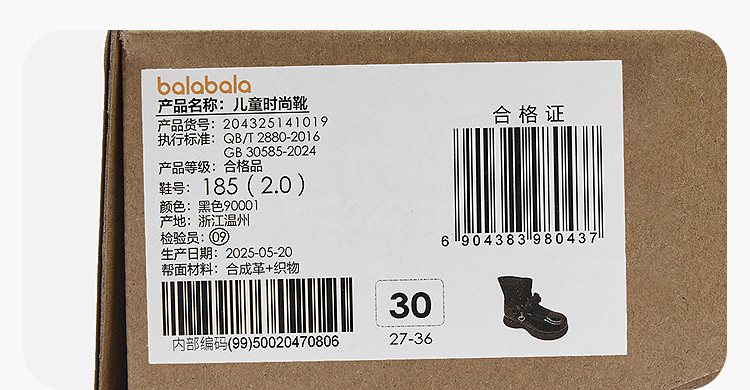 balabala
产品名称：儿童时尚靴
产品货号：204325141019
执行标准：QB/T 2880-2016
GB 30585-2024
产品等级：合格品
鞋号：185（2.0）
颜色：黑色90001
产地：浙江温州
检验员：09
生产日期：2025-05-20
帮面材料：合成革+织物
内部编码(99)50020470806
合格证
6 904383 980437
30
27-36